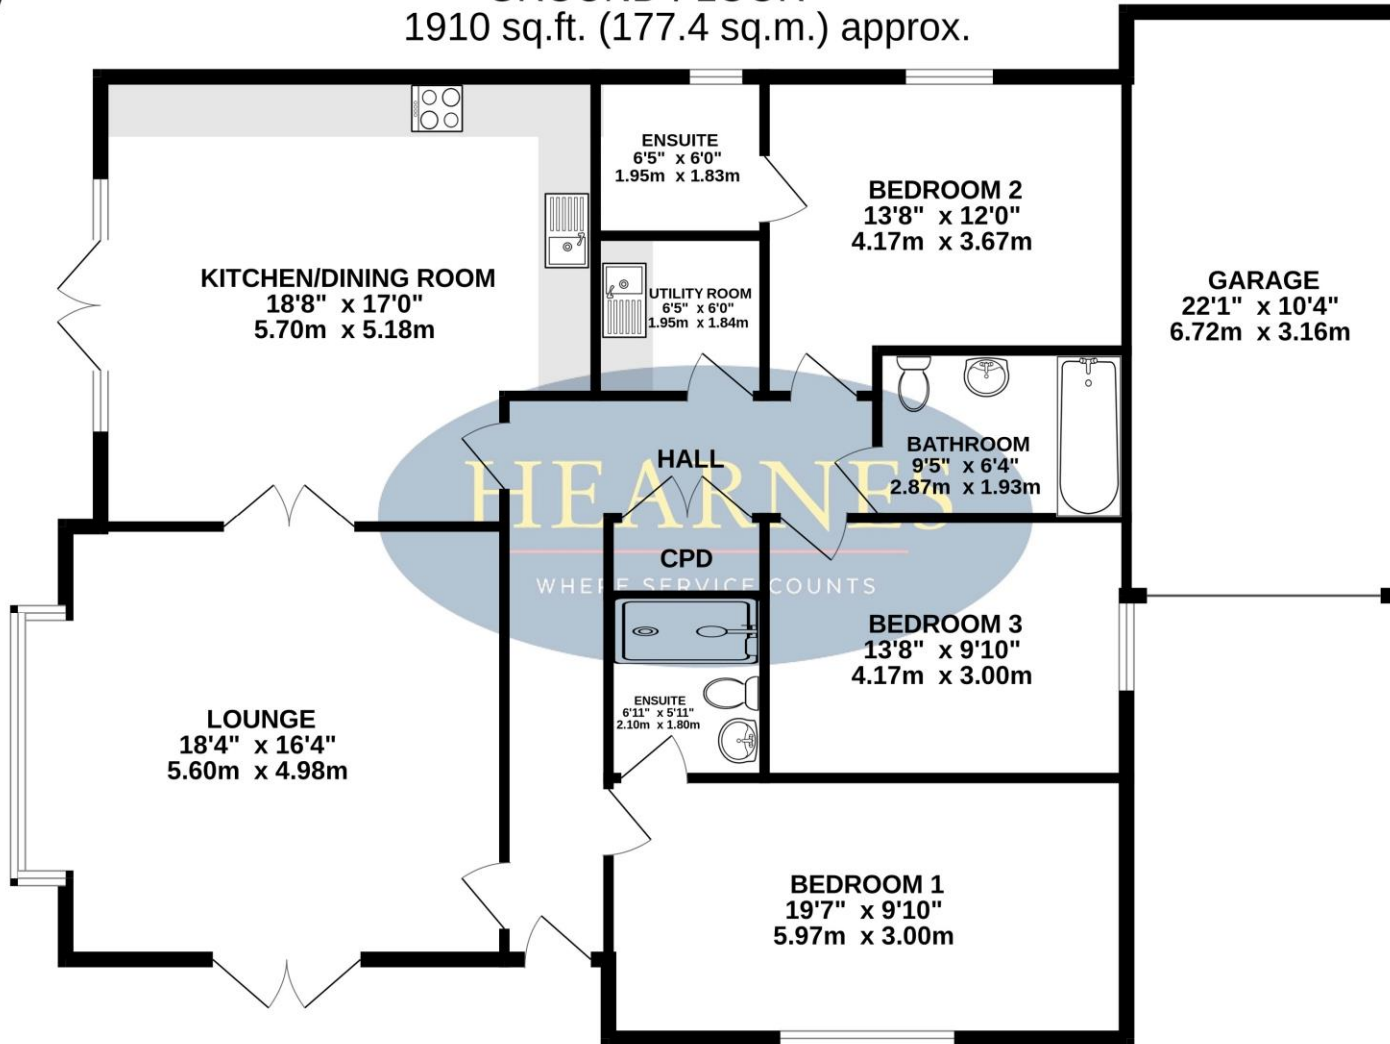 1910 sq.ft. (177.4 sq.m.) approx.
ENSUITE
6'5" x 6'0"
1.95m x 1.83m
BEDROOM 2
13'8" x 12'0"
4.17m x 3.67m
KITCHEN/DINING ROOM
18'8" x 17'0"
5.70m x 5.18m
UTILITY ROOM
6'5" x 6'0"
1.95m x 1.84m
GARAGE
22'1" x 10'4"
6.72m x 3.16m
BATHROOM
9'5" x 6'4"
2.87m x 1.93m
HALL
HEARNES
CPD
WHERE SERVICE COUNTS
BEDROOM 3
13'8" x 9'10"
4.17m x 3.00m
ENSUITE
6'11" x 5'11"
2.10m x 1.80m
LOUNGE
18'4" x 16'4"
5.60m x 4.98m
BEDROOM 1
19'7" x 9'10"
5.97m x 3.00m